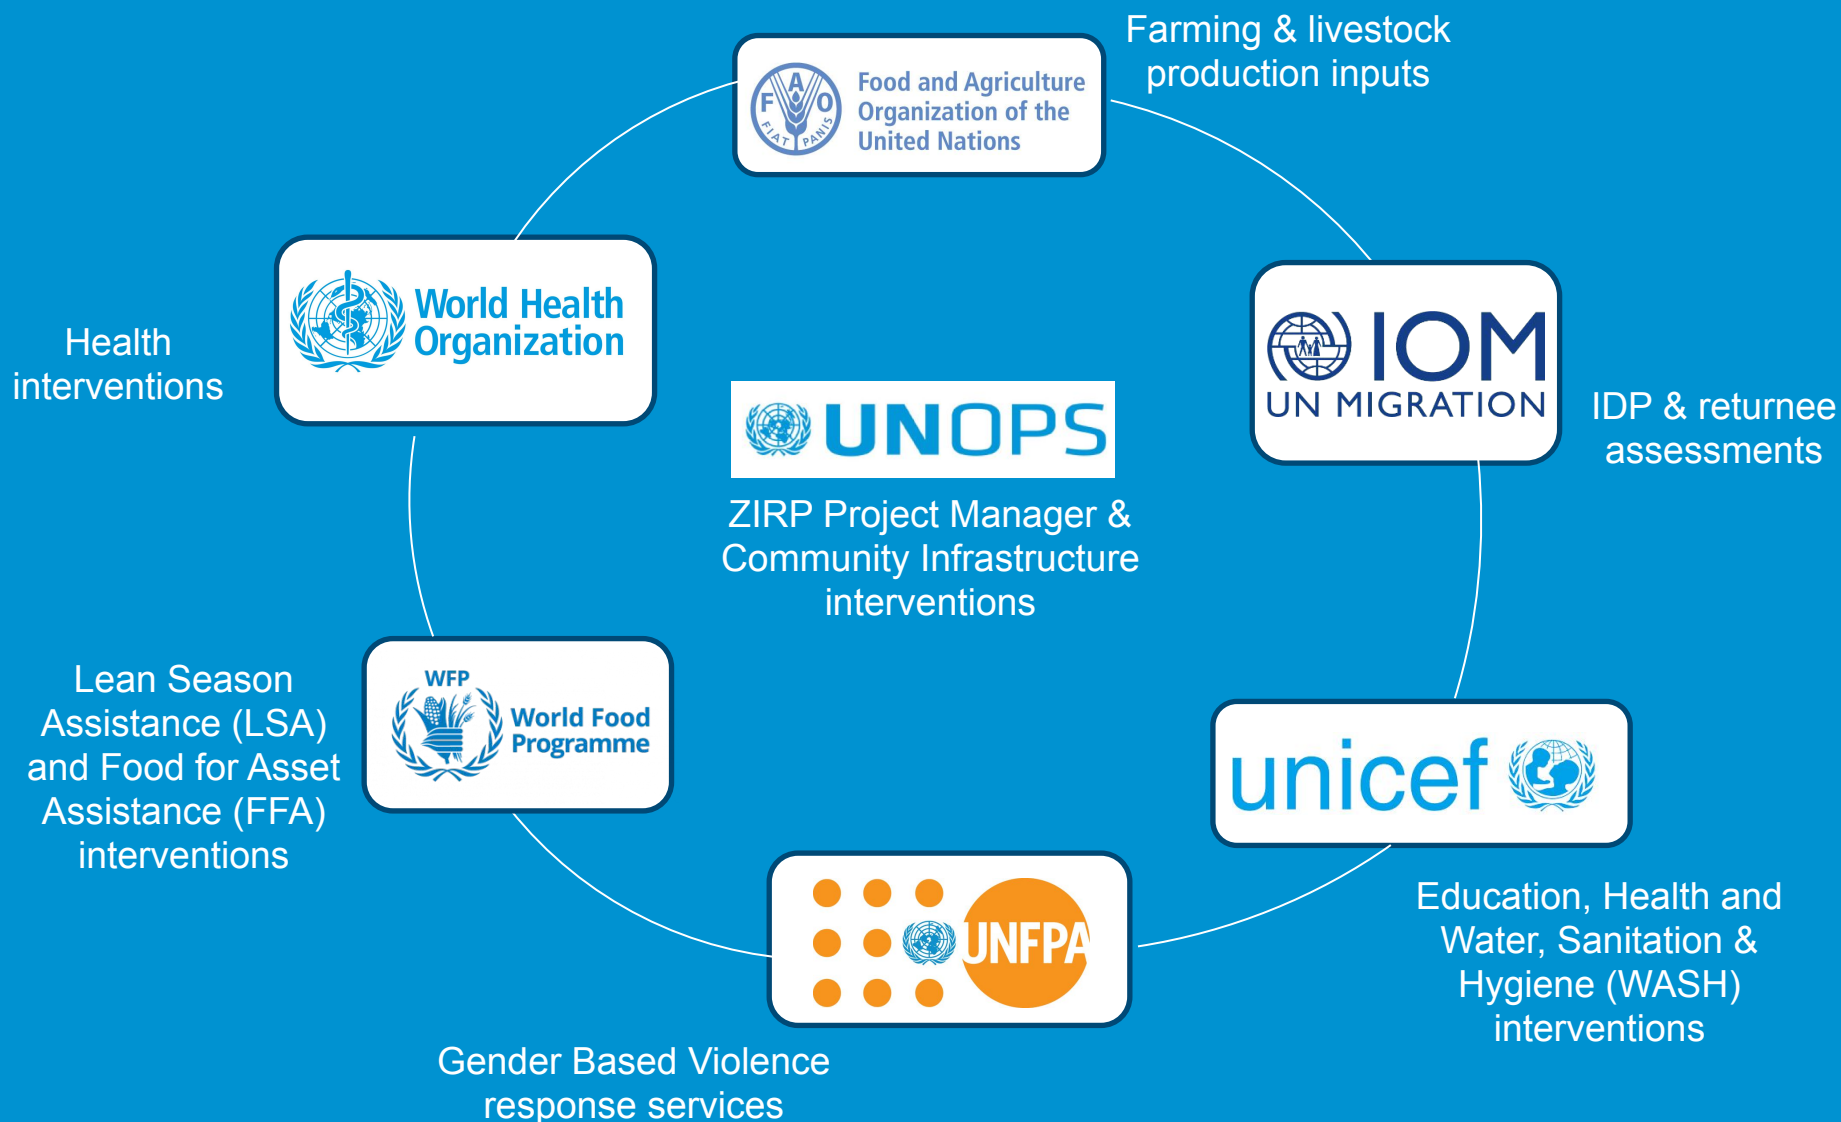 Farming & livestock
production inputs
FAO
FIAT PANIS
Food and Agriculture
Organization of the
United Nations
World Health
Organization
Health
interventions
IOM
UN MIGRATION
IDP & returnee
assessments
UNOPS
ZIRP Project Manager &
Community Infrastructure
interventions
WFP
World Food
Programme
Lean Season
Assistance (LSA)
and Food for Asset
Assistance (FFA)
interventions
unicef
Education, Health and
Water, Sanitation &
Hygiene (WASH)
interventions
UNFPA
Gender Based Violence
response services